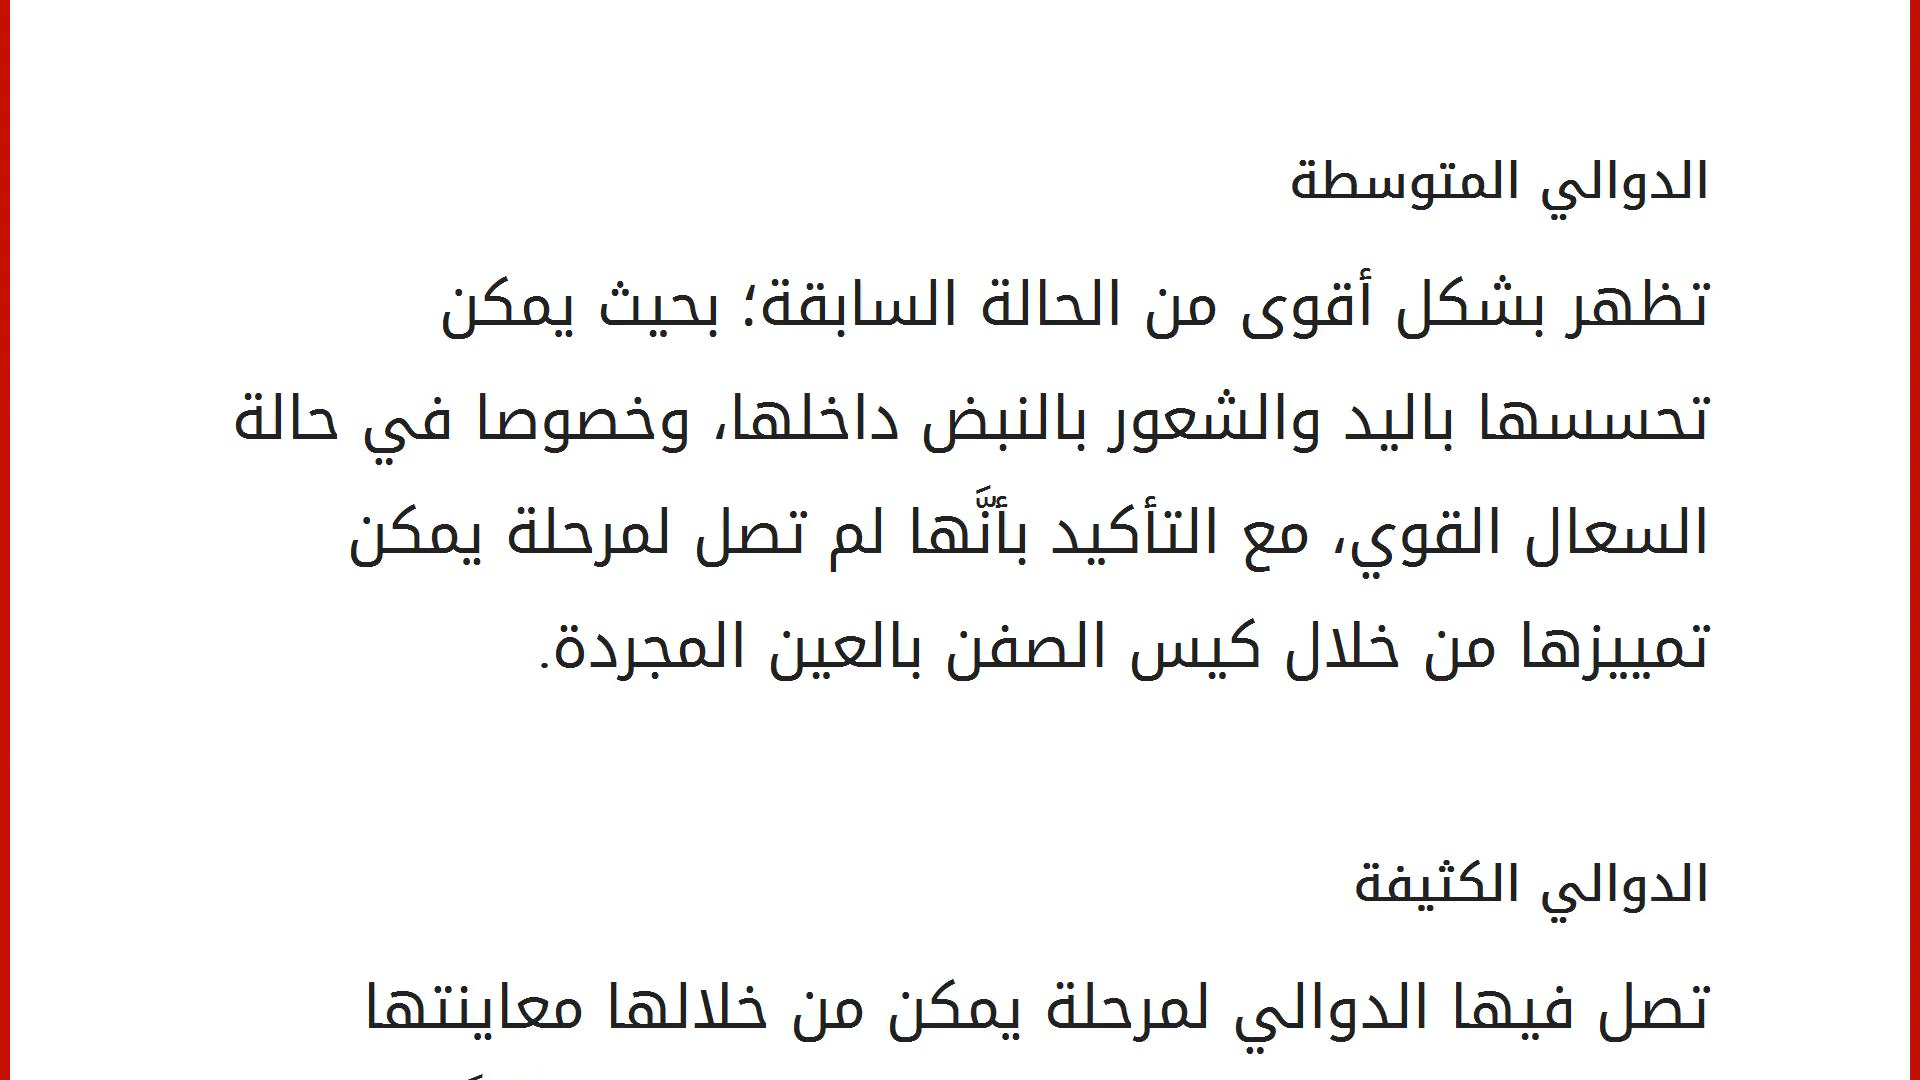 الدوالي المتوسطة
تظهر بشكل أقوى من الحالة السابقة؛ بحيث يمكن
تحسسها باليد والشعور بالنبض داخلها، وخصوصا في حالة
السعال القوي، مع التأكيد بأنَّها لم تصل لمرحلة يمكن
تمييزها من خلال كيس الصفن بالعين المجردة.
الدوالي الكثيفة
تصل فيها الدوالي لمرحلة يمكن من خلالها معاينتها